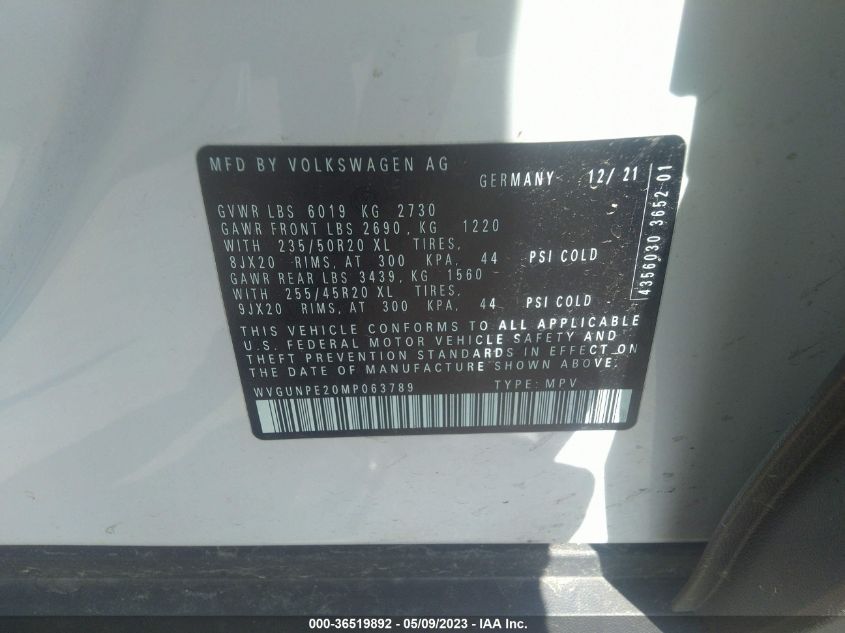 MFD BY VOLKSWAGEN AG
GERMANY 12/21
GVWR LBS 6019 KG 2730
GAWR FRONT LBS 2690, KG 1220
WITH 235/50R20 XL TIRES,
8JX20 RIMS, AT 300 KPA, 44 PSI COLD
GAWR REAR LBS 3439, KG 1560
WITH 255/45R20 XL TIRES,
9JX20 RIMS, AT 300 KPA, 44 PSI COLD
THIS VEHICLE CONFORMS TO ALL APPLICABLE
U.S. FEDERAL MOTOR VEHICLE SAFETY AND
THEFT PREVENTION STANDARDS IN EFFECT ON
THE DATE OF MANUFACTURE SHOWN ABOVE.
WVGUNPE20MP063789 TYPE: MPV
4356030 3652 01
000-36519892 - 05/09/2023 - IAA Inc.